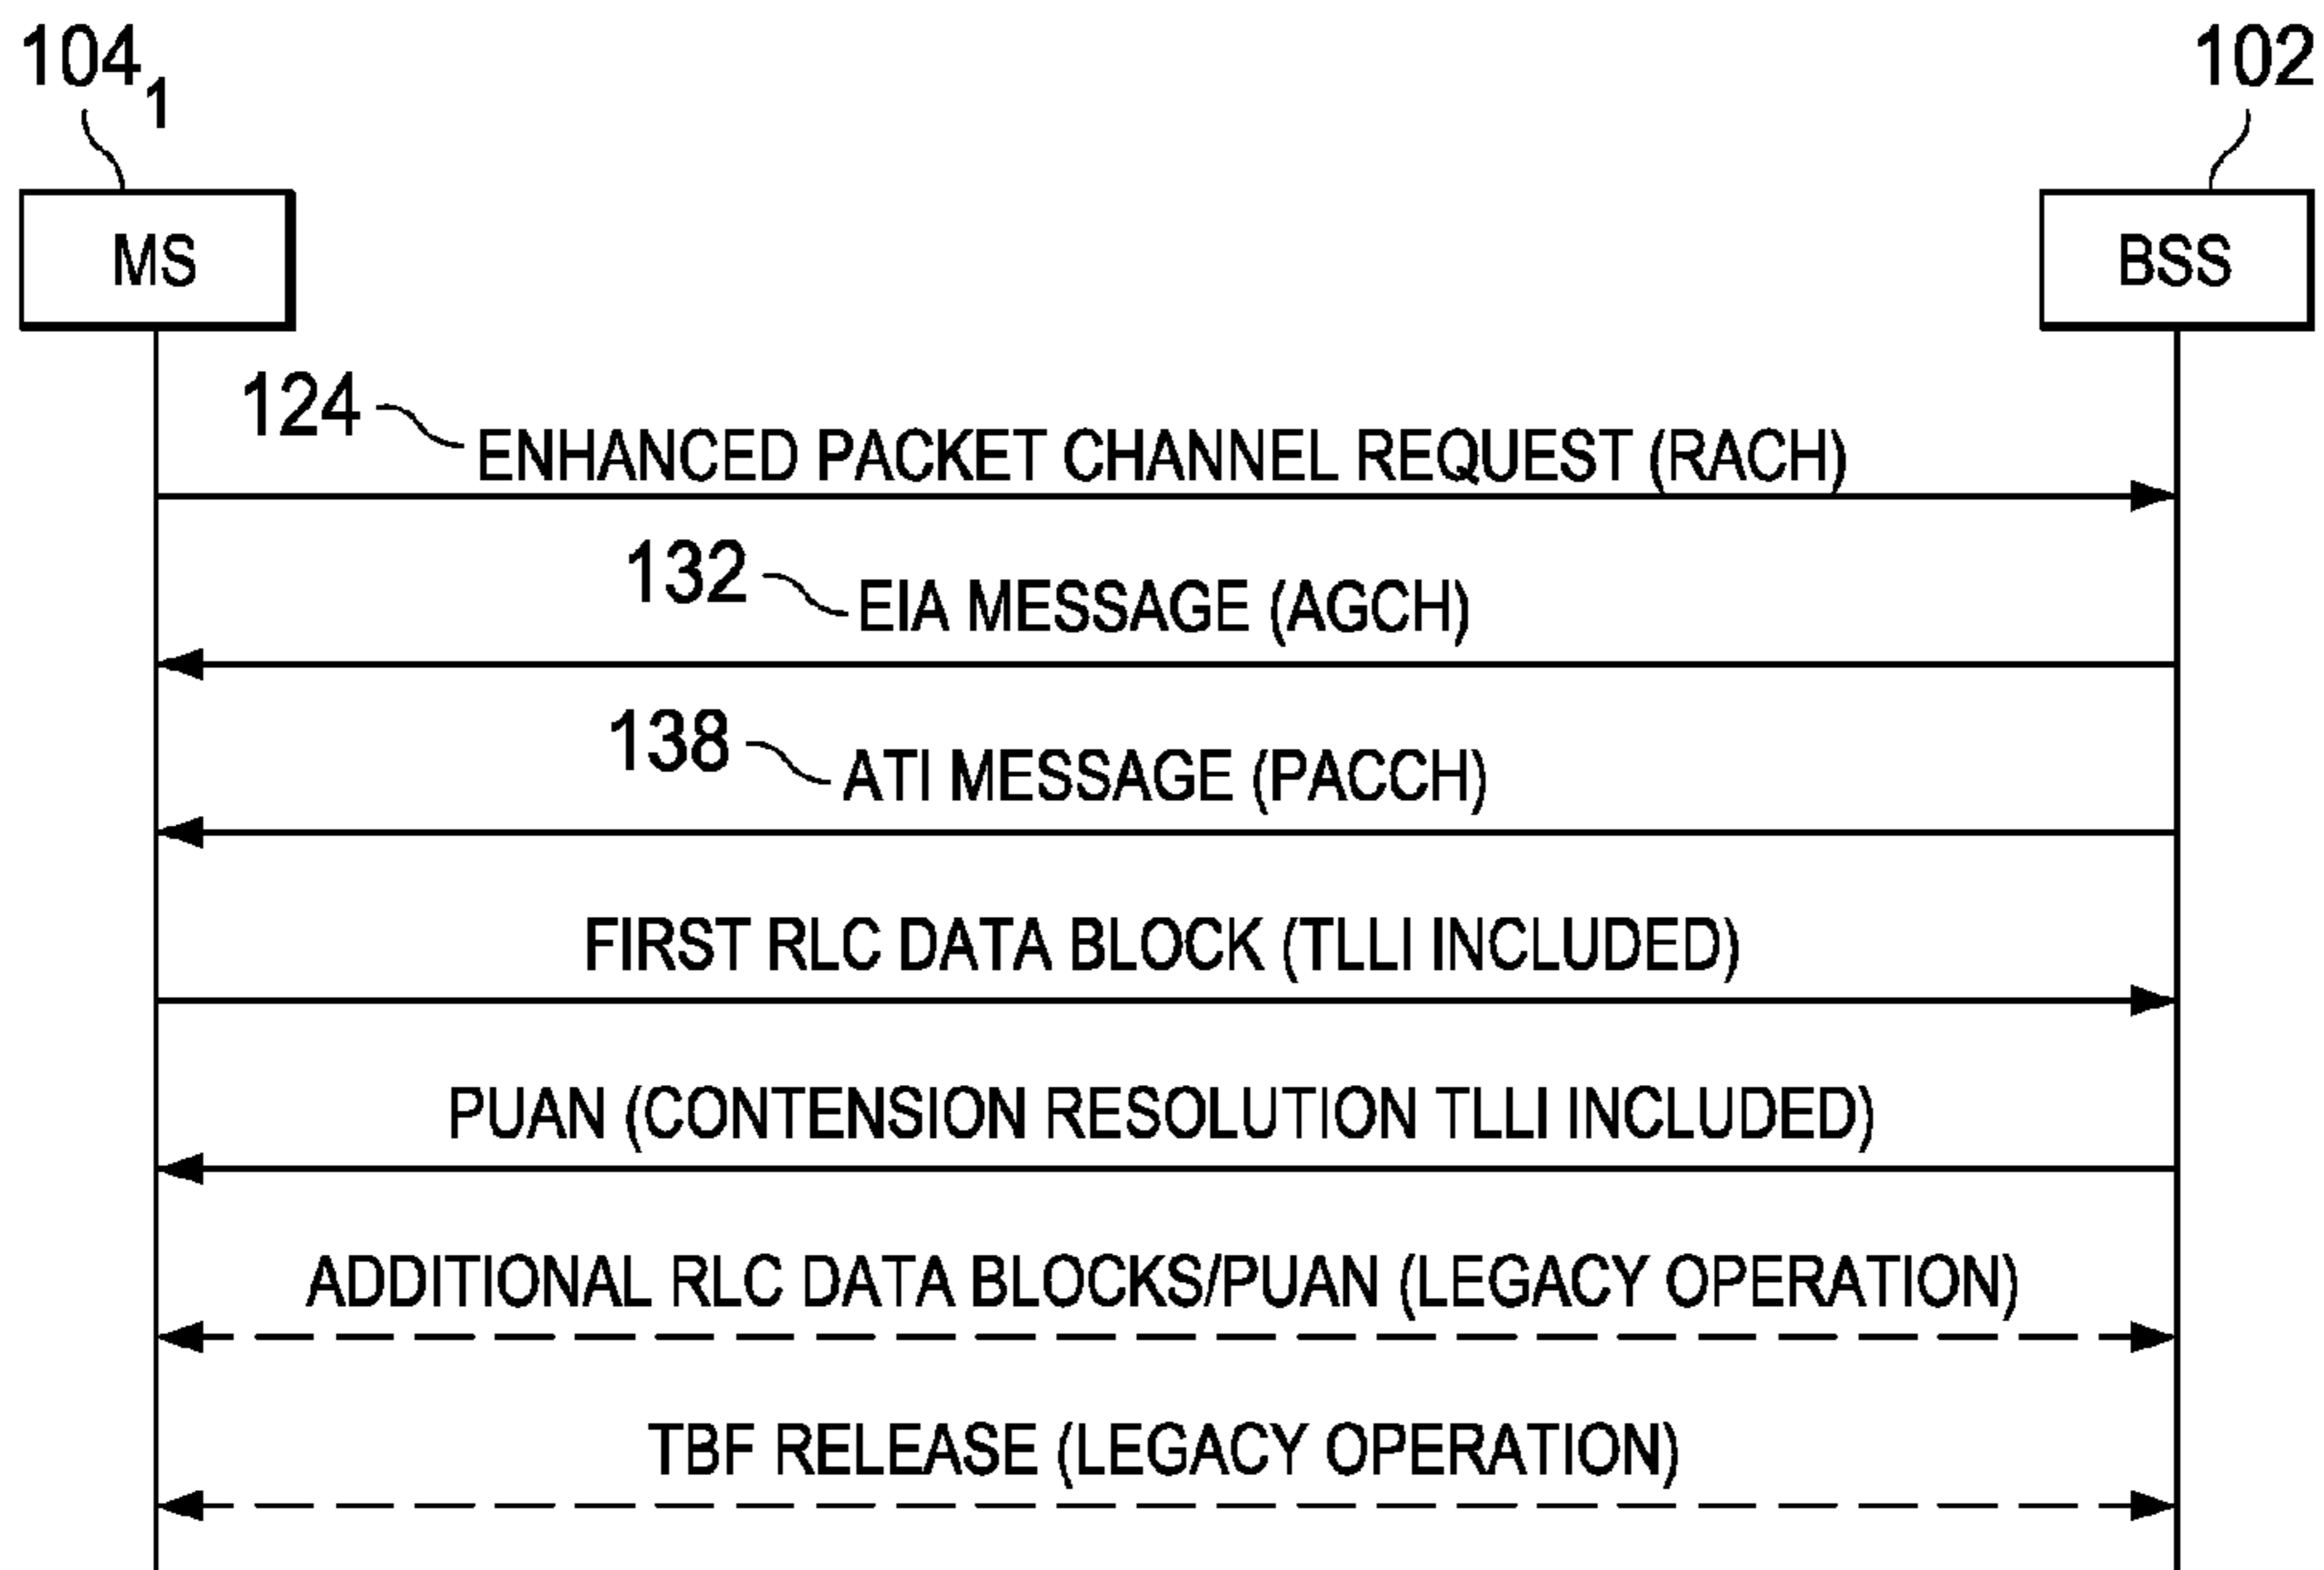 104₁
102
MS
BSS
124
ENHANCED PACKET CHANNEL REQUEST (RACH)
132
EIA MESSAGE (AGCH)
138
ATI MESSAGE (PACCH)
FIRST RLC DATA BLOCK (TLLI INCLUDED)
PUAN (CONTENSION RESOLUTION TLLI INCLUDED)
ADDITIONAL RLC DATA BLOCKS/PUAN (LEGACY OPERATION)
TBF RELEASE (LEGACY OPERATION)